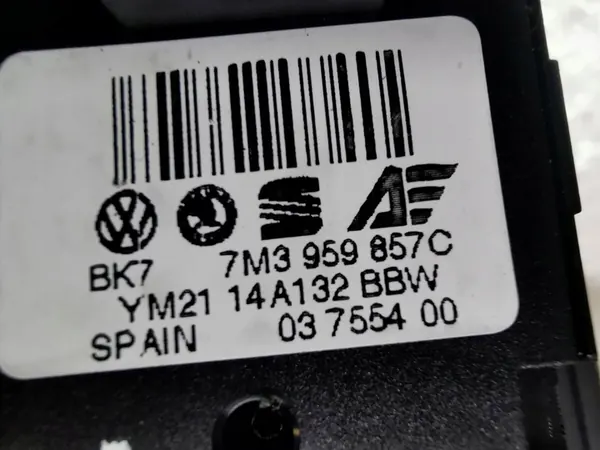 BK7 7M3 959 857C
YM21 14A132 BBW
SPAIN 03 7554 00